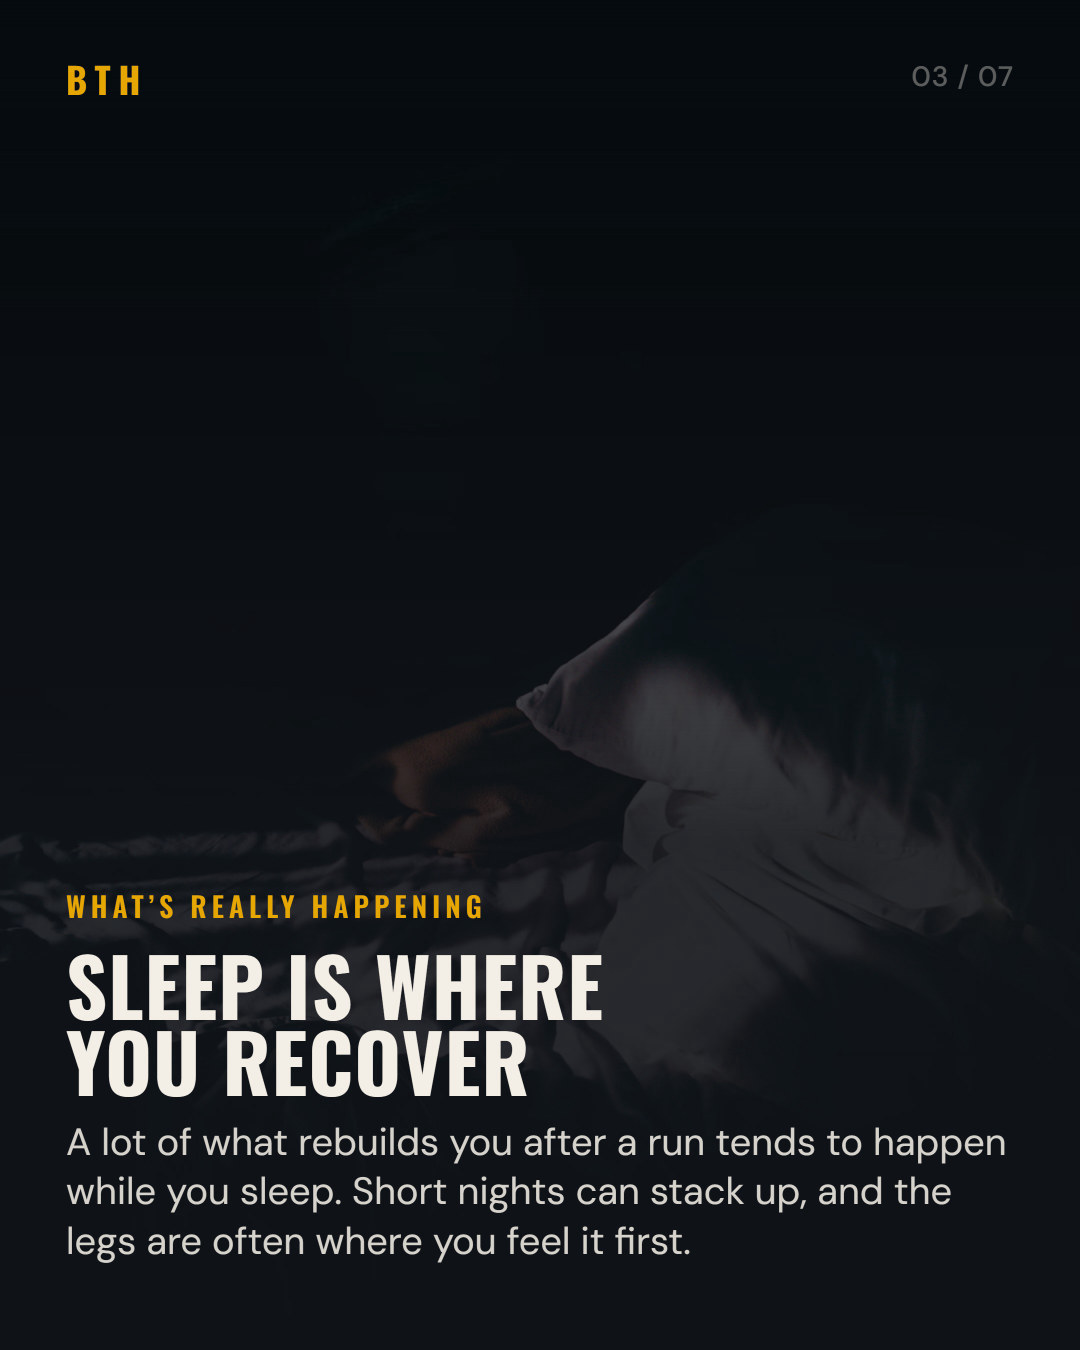 BTH
03 / 07
WHAT’S REALLY HAPPENING
SLEEP IS WHERE
YOU RECOVER
A lot of what rebuilds you after a run tends to happen
while you sleep. Short nights can stack up, and the
legs are often where you feel it first.